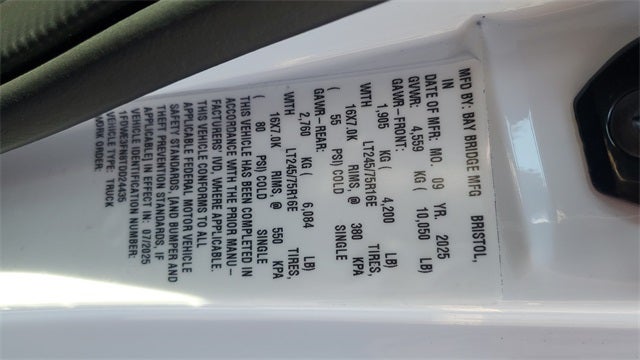 MFD BY: BAY BRIDGE MFG BRISTOL,
IN
DATE OF MFR: MO. 09 YR. 2025
GVWR: 4,559 KG ( 10,050 LB)
GAWR-FRONT:
1,905 KG ( 4,200 LB)
WITH LT245/75R16E TIRES,
16X7.0K RIMS, @ 380 KPA
( 55 PSI) COLD SINGLE
GAWR-REAR:
2,760 KG ( 6,084 LB)
WITH LT245/75R16E TIRES,
16X7.0K RIMS @ 550 KPA
( 80 PSI) COLD SINGLE
THIS VEHICLE HAS BEEN COMPLETED IN
ACCORDANCE WITH THE PRIOR MANU-
FACTURERS' IVD, WHERE APPLICABLE.
THIS VEHICLE CONFORMS TO ALL
APPLICABLE FEDERAL MOTOR VEHICLE
SAFETY STANDARDS, [AND BUMPER AND
THEFT PREVENTION STANDARDS, IF
APPLICABLE] IN EFFECT IN: 07/2025
VEHICLE IDENTIFICATION NUMBER:
VEHICLE TYPE: TRUCK
WORK ORDER: